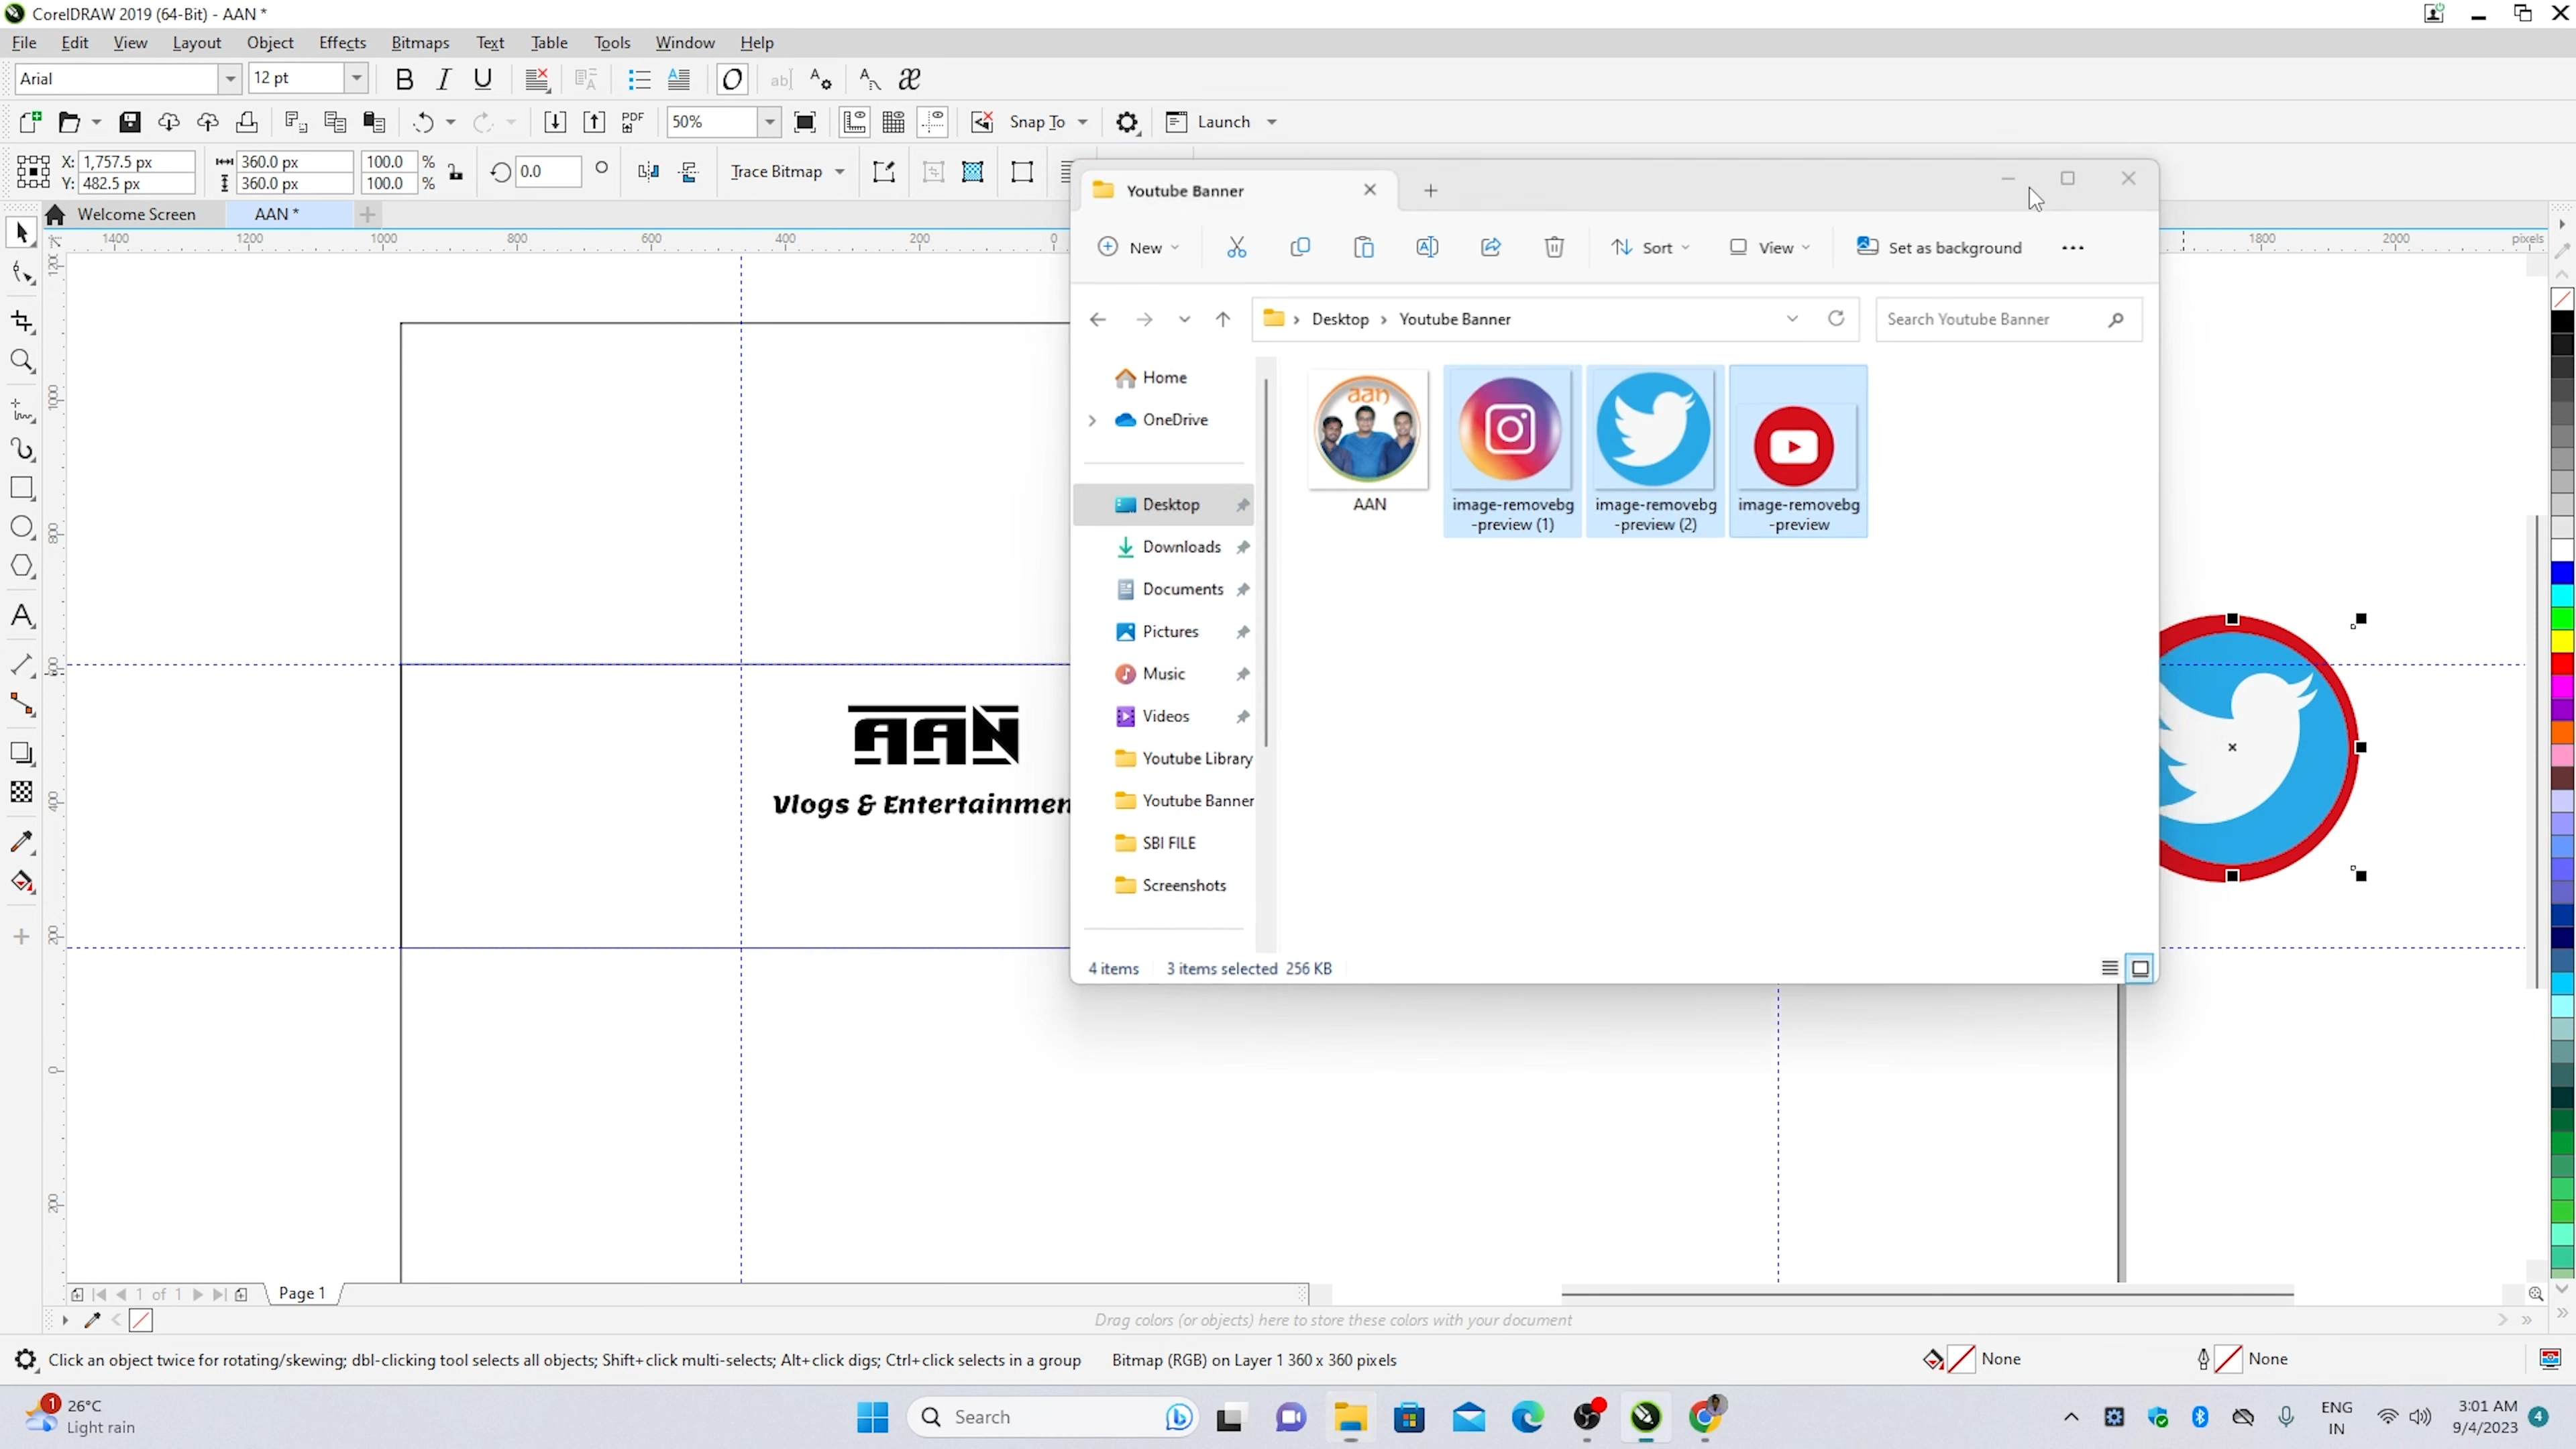 CorelDRAW 2019 (64-Bit) - AAN *
File Edit View Layout Object Effects Bitmaps Text Table Tools Window Help
Arial 12 pt
50% Snap To Launch
X: 1,757.5 px 360.0 px 100.0 % 0.0 Trace Bitmap
Y: 482.5 px 360.0 px 100.0 %
Welcome Screen AAN *
1400 1200 1000 800 600 400 200 0 1800 2000 pixels
1000
800
600
400
200
0
200
AAN
Vlogs & Entertainmen
Youtube Banner
New Sort View Set as background
Desktop Youtube Banner Search Youtube Banner
Home
OneDrive
Desktop
Downloads
Documents
Pictures
Music
Videos
Youtube Library
Youtube Banner
SBI FILE
Screenshots
aan
AAN
image-removebg
-preview (1)
image-removebg
-preview (2)
image-removebg
-preview
4 items 3 items selected 256 KB
1 of 1 Page 1
Drag colors (or objects) here to store these colors with your document
Click an object twice for rotating/skewing; dbl-clicking tool selects all objects; Shift+click multi-selects; Alt+click digs; Ctrl+click selects in a group Bitmap (RGB) on Layer 1 360 x 360 pixels None None
1 26°C
Light rain
Search
ENG
IN
3:01 AM
9/4/2023
4